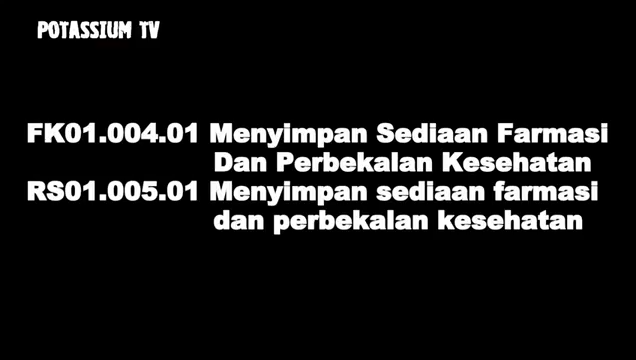 POTASSIUM TV
FK01.004.01 Menyimpan Sediaan Farmasi
Dan Perbekalan Kesehatan
RS01.005.01 Menyimpan sediaan farmasi
dan perbekalan kesehatan